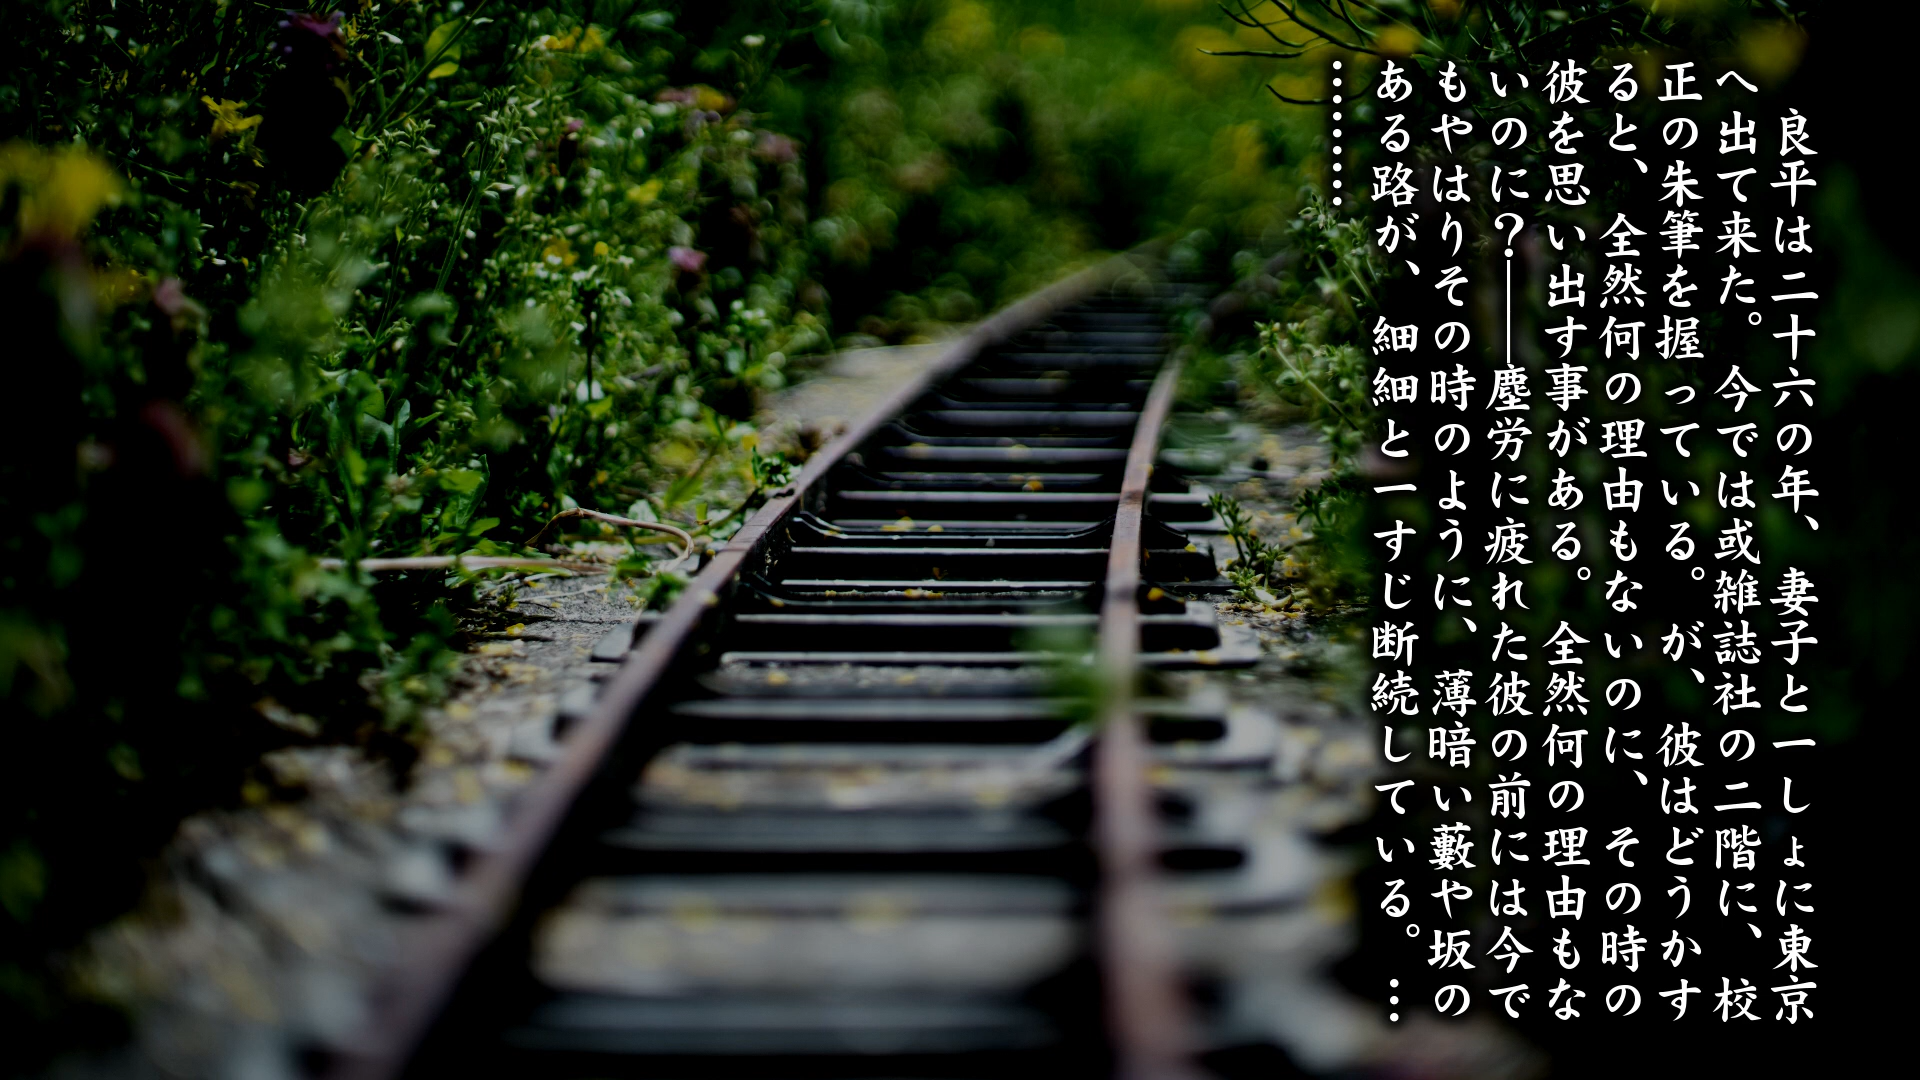 良平は二十六の年、妻子と一しょに東京
へ出て来た。今では或雑誌社の二階に、校
正の朱筆を握っている。が、彼はどうかす
ると、全然何の理由もないのに、その時の
彼を思い出す事がある。全然何の理由もな
いのに？――塵労に疲れた彼の前には今で
もやはりその時のように、薄暗い藪や坂の
ある路が、細細と一すじ断続している。…
………